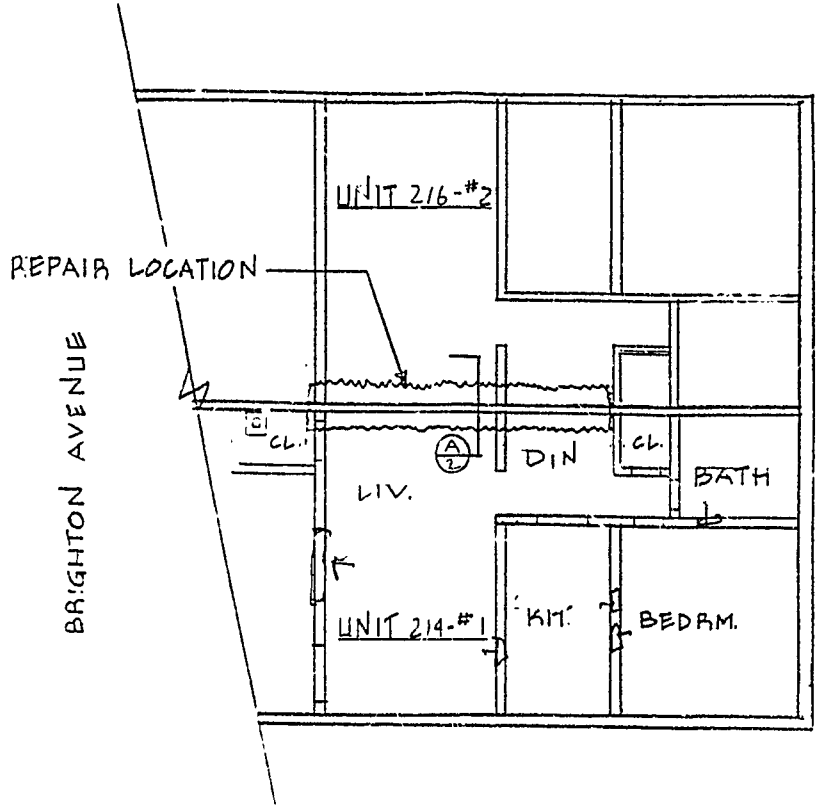 UNIT 216-#2
REPAIR LOCATION
BRIGHTON AVENUE
CL.
A
2
DIN
CL.
BATH
LIV.
UNIT 214-#1
KIT.
BEDRM.